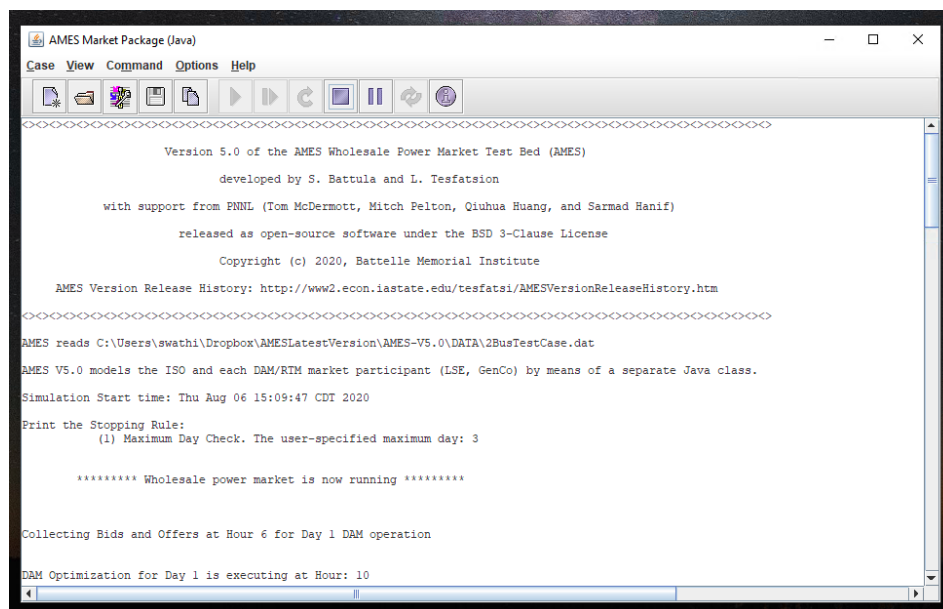 AMES Market Package (Java)
Case View Command Options Help
<><><><><><><><><><><><><><><><><><><><><><><><><><><><><><><><><><><><><><><><><><><><><><><><><><><><><><><>
Version 5.0 of the AMES Wholesale Power Market Test Bed (AMES)
developed by S. Battula and L. Tesfatsion
with support from PNNL (Tom McDermott, Mitch Pelton, Qiuhua Huang, and Sarmad Hanif)
released as open-source software under the BSD 3-Clause License
Copyright (c) 2020, Battelle Memorial Institute
AMES Version Release History: http://www2.econ.iastate.edu/tesfatsi/AMESVersionReleaseHistory.htm
<><><><><><><><><><><><><><><><><><><><><><><><><><><><><><><><><><><><><><><><><><><><><><><><><><><><><><><>
AMES reads C:\Users\swathi\Dropbox\AMESLatestVersion\AMES-V5.0\DATA\2BusTestCase.dat
AMES V5.0 models the ISO and each DAM/RTM market participant (LSE, GenCo) by means of a separate Java class.
Simulation Start time: Thu Aug 06 15:09:47 CDT 2020
Print the Stopping Rule:
(1) Maximum Day Check. The user-specified maximum day: 3
********* Wholesale power market is now running *********
Collecting Bids and Offers at Hour 6 for Day 1 DAM operation
DAM Optimization for Day 1 is executing at Hour: 10